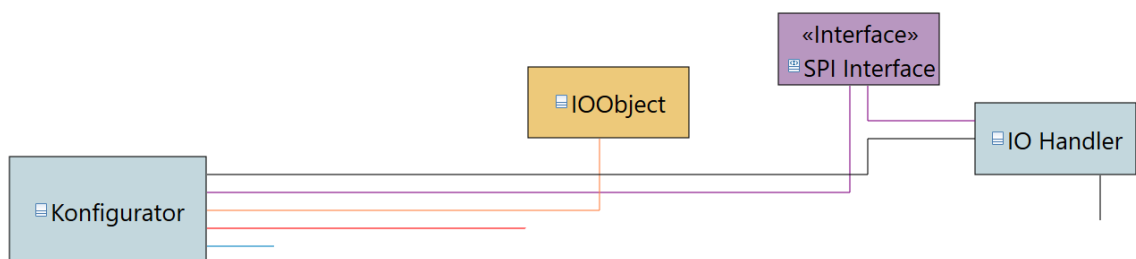 «Interface»
SPI Interface
IOObject
IO Handler
Konfigurator